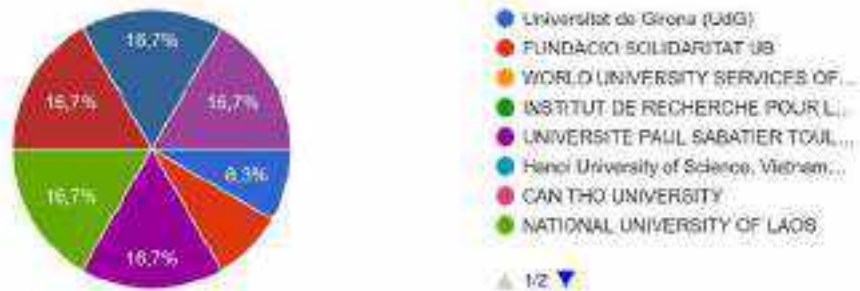 16,7%
16,7%
16,7%
8,3%
16,7%
16,7%
Universitat de Girona (UdG)
FUNDACIO SOLIDARITAT UB
WORLD UNIVERSITY SERVICES OF...
INSTITUT DE RECHERCHE POUR L...
UNIVERSITE PAUL SABATIER TOUL...
Hanoi University of Science, Vietnam...
CAN THO UNIVERSITY
NATIONAL UNIVERSITY OF LAOS
1/2